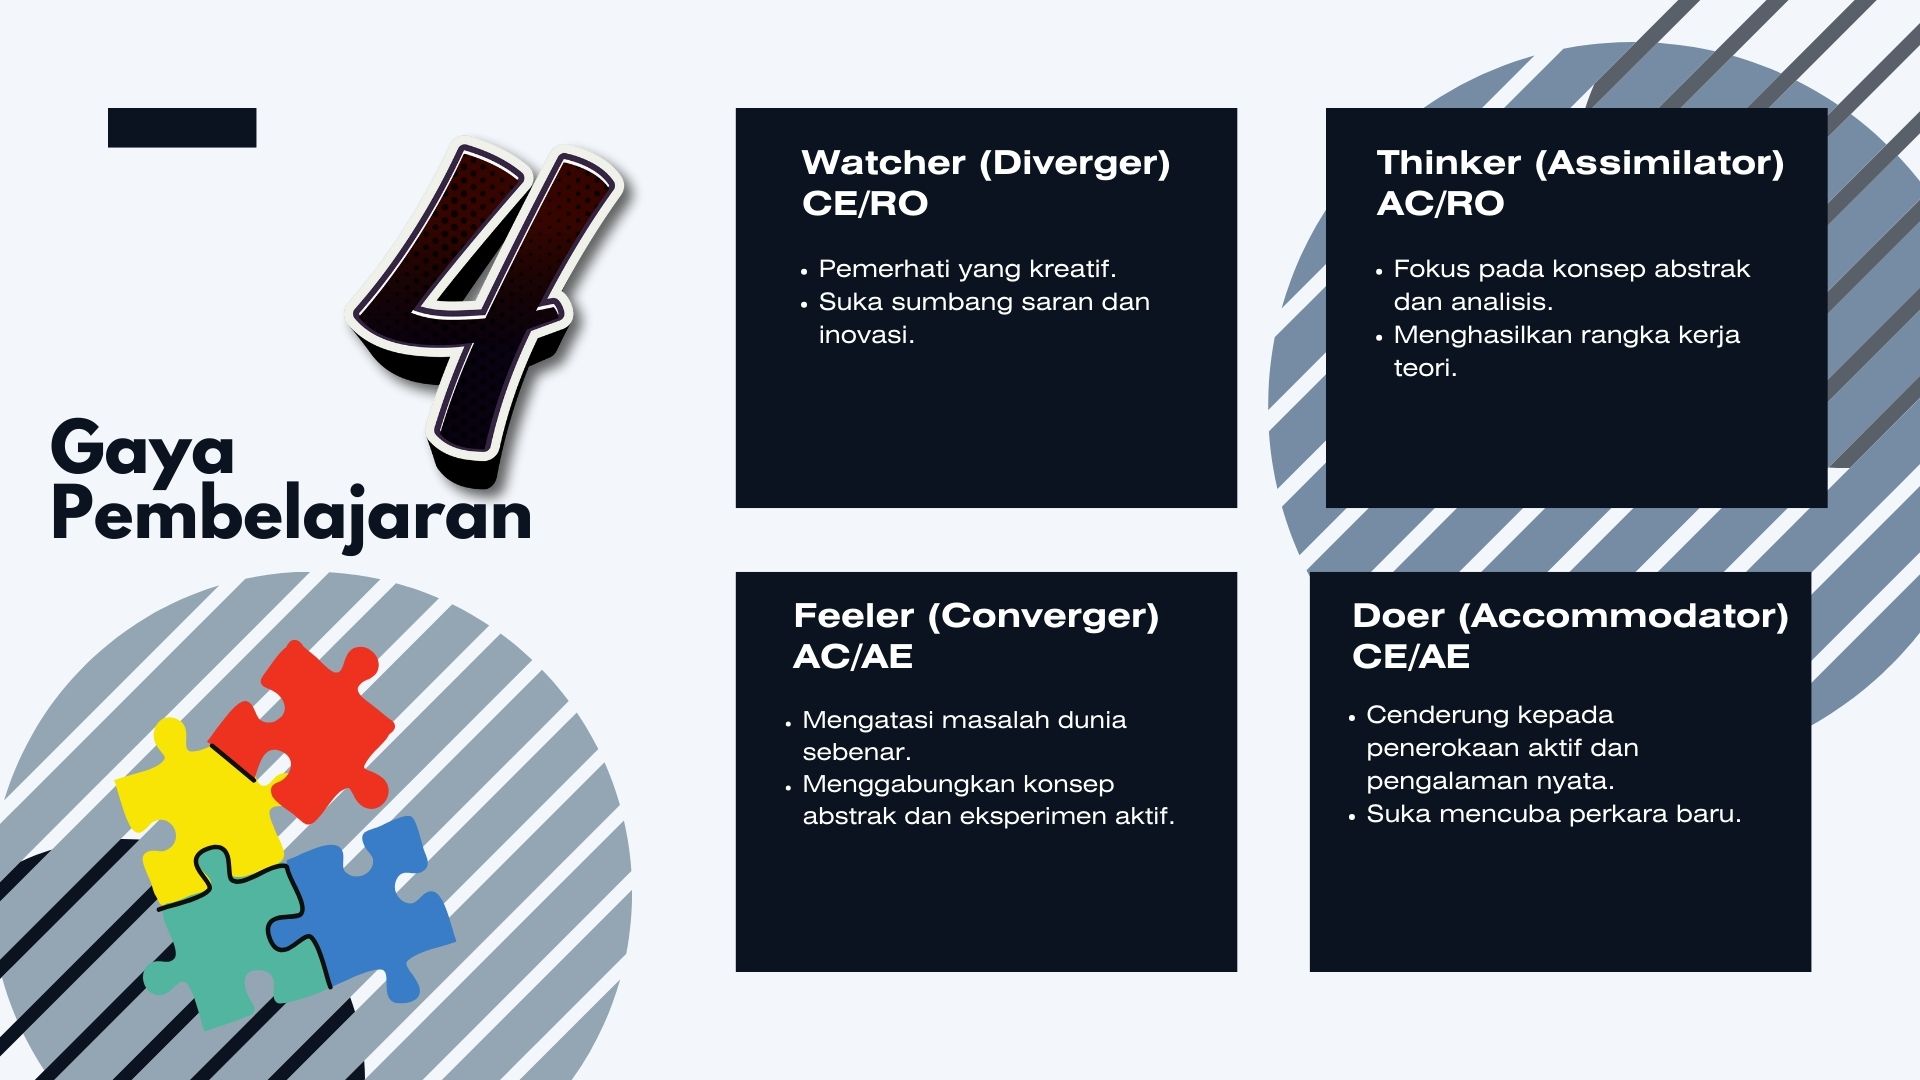 4
Gaya
Pembelajaran
Watcher (Diverger)
CE/RO
• Pemerhati yang kreatif.
• Suka sumbang saran dan
inovasi.
Thinker (Assimilator)
AC/RO
• Fokus pada konsep abstrak
dan analisis.
• Menghasilkan rangka kerja
teori.
Feeler (Converger)
AC/AE
• Mengatasi masalah dunia
sebenar.
• Menggabungkan konsep
abstrak dan eksperimen aktif.
Doer (Accommodator)
CE/AE
• Cenderung kepada
penerokaan aktif dan
pengalaman nyata.
• Suka mencuba perkara baru.